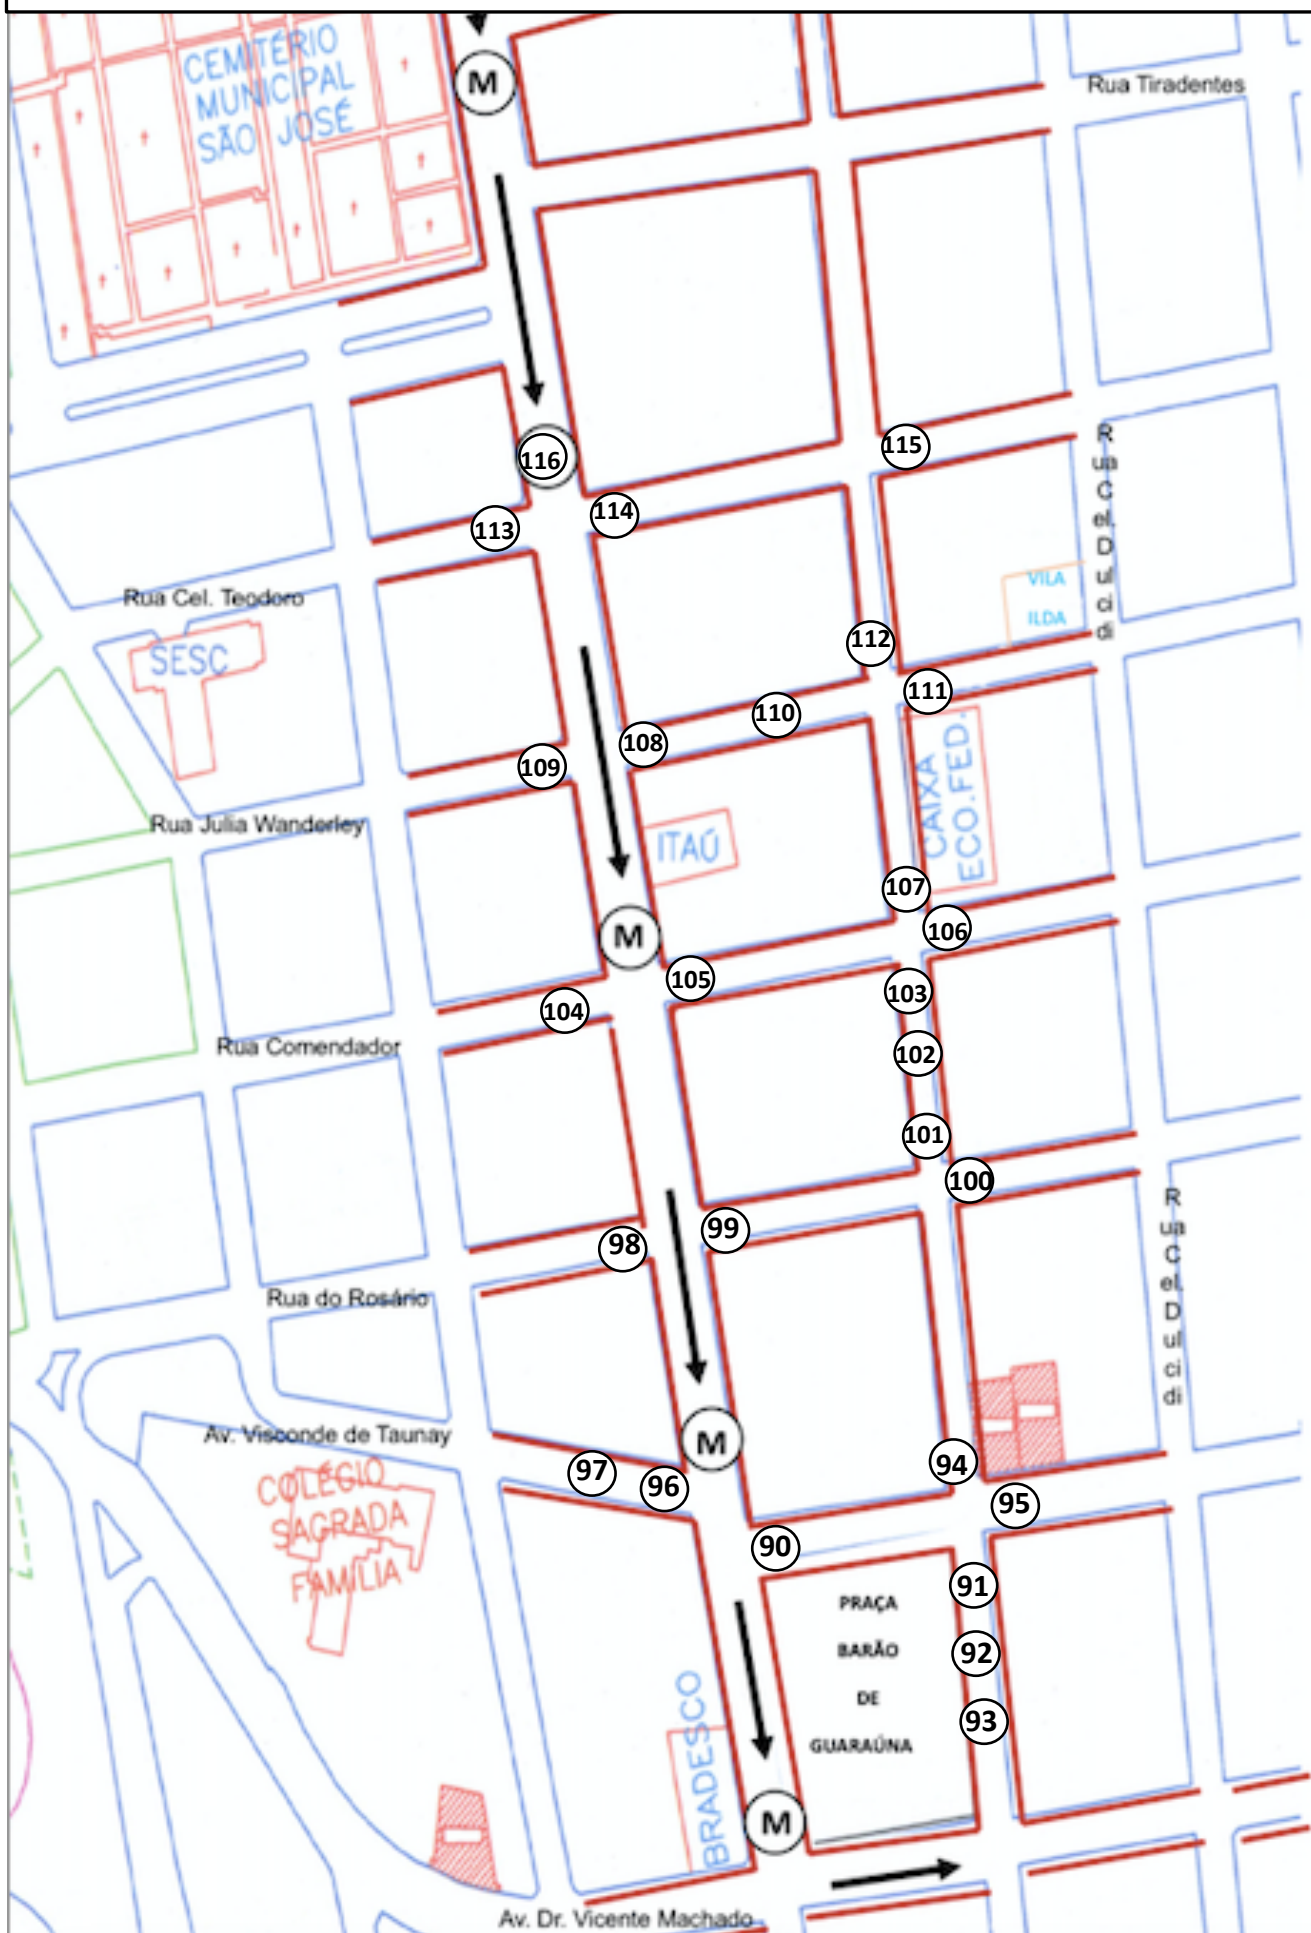 CEMITÉRIO
MUNICIPAL
SÃO JOSÉ
M
Rua Tiradentes
116
115
114
113
R
ua
C
el.
D
ul
ci
di
Rua Cel. Teodoro
VILA
ILDA
SESC
112
111
110
108
109
CAIXA
ECO.FED.
Rua Julia Wanderley
ITAÚ
107
106
M
105
103
104
Rua Comendador
102
101
100
99
98
R
ua
C
el.
D
ul
ci
di
Rua do Rosário
Av. Visconde de Taunay
M
94
97
96
95
COLÉGIO
SAGRADA
FAMÍLIA
90
91
PRAÇA
BARÃO
DE
GUARAÚNA
92
93
BRADESCO
M
Av. Dr. Vicente Machado